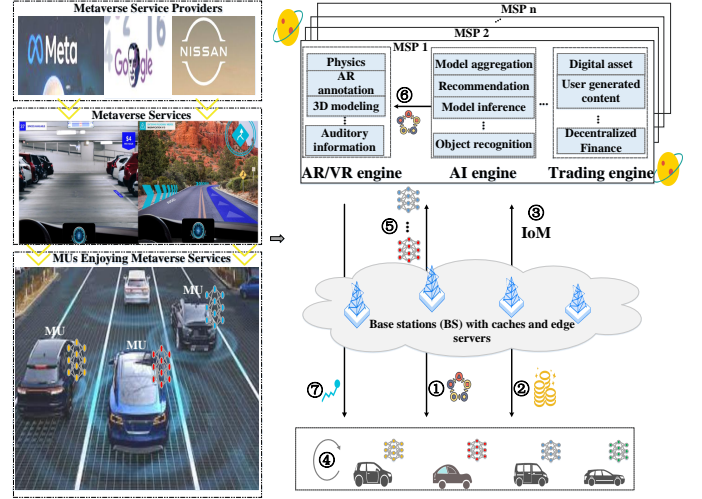 Metaverse Service Providers
Meta
Google
NISSAN
Metaverse Services
54
MUs Enjoying Metaverse Services
MU
MU
MU
MSP n
...
MSP 2
MSP 1
Physics
AR
annotation
3D modeling
Auditory
information
AR/VR engine
⑥
Model aggregation
Recommendation
Model inference
Object recognition
AI engine
...
Digital asset
User generated
content
Decentralized
Finance
Trading engine
⑤
③
IoM
Base stations (BS) with caches and edge
servers
⑦
①
②
④